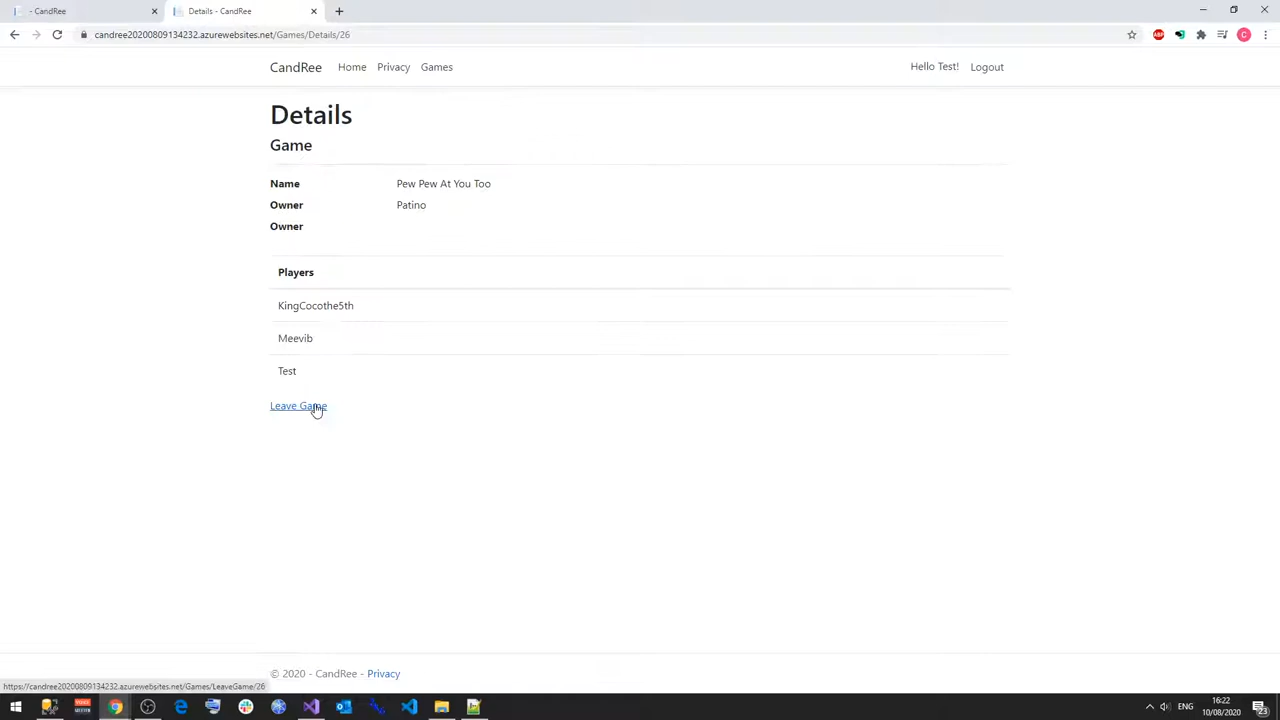 - CandRee
Details - CandRee
candree20200809134232.azurewebsites.net/Games/Details/26
CandRee Home Privacy Games Hello Test! Logout
Details
Game
Name Pew Pew At You Too
Owner Patino
Owner
Players
KingCocothe5th
Meevib
Test
Leave Game
© 2020 - CandRee - Privacy
https://candree20200809134232.azurewebsites.net/Games/LeaveGame/26
ENG
16:22
10/08/2020
23